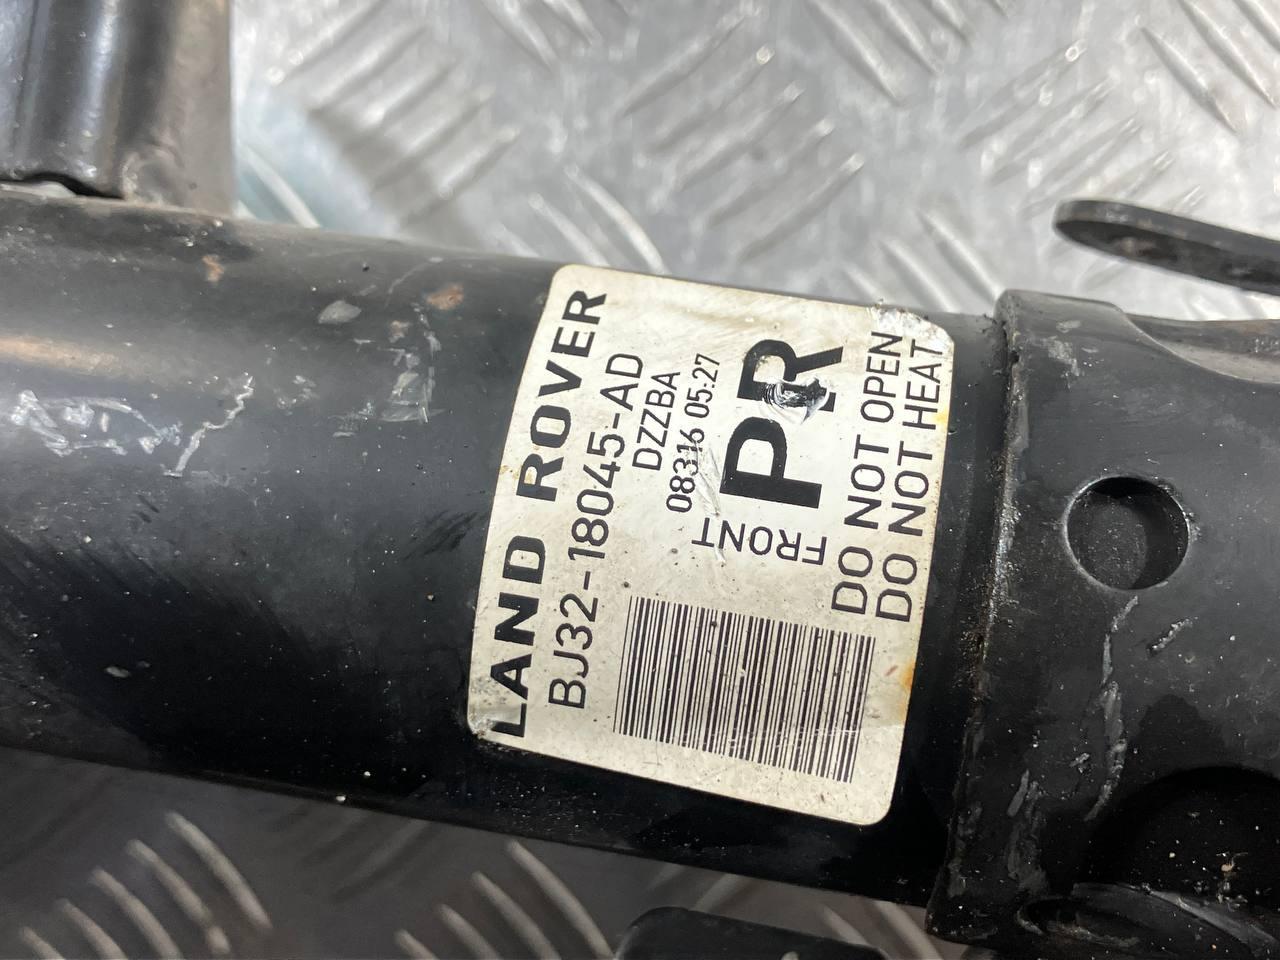 LAND ROVER
BJ32-18045-AD
DZZBA
08316 05:27
FRONT
PR
DO NOT OPEN
DO NOT HEAT